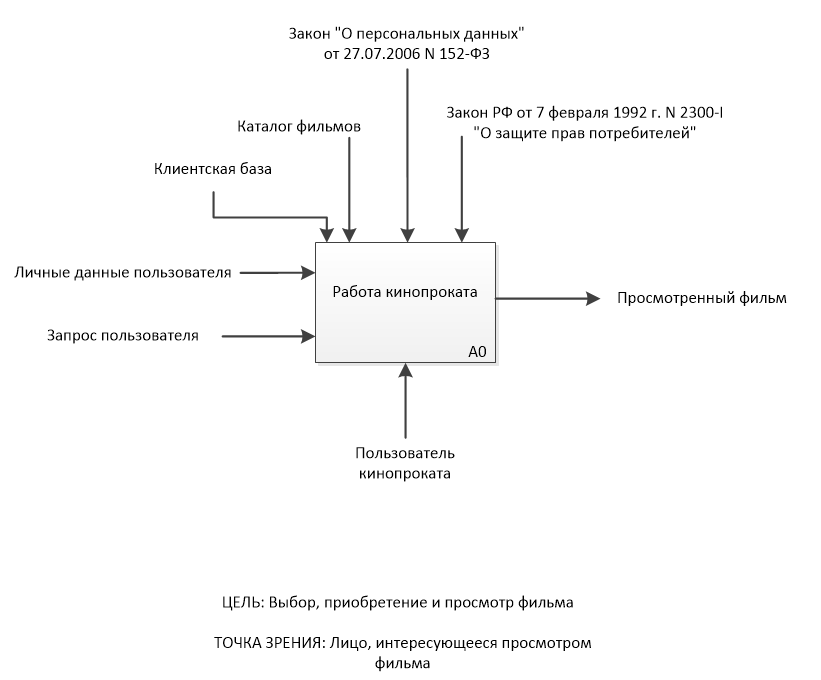 Закон "О персональных данных"
от 27.07.2006 N 152-ФЗ
Закон РФ от 7 февраля 1992 г. N 2300-I
"О защите прав потребителей"
Каталог фильмов
Клиентская база
Личные данные пользователя
Работа кинопроката
Просмотренный фильм
Запрос пользователя
A0
Пользователь
кинопроката
ЦЕЛЬ: Выбор, приобретение и просмотр фильма
ТОЧКА ЗРЕНИЯ: Лицо, интересующееся просмотром
фильма